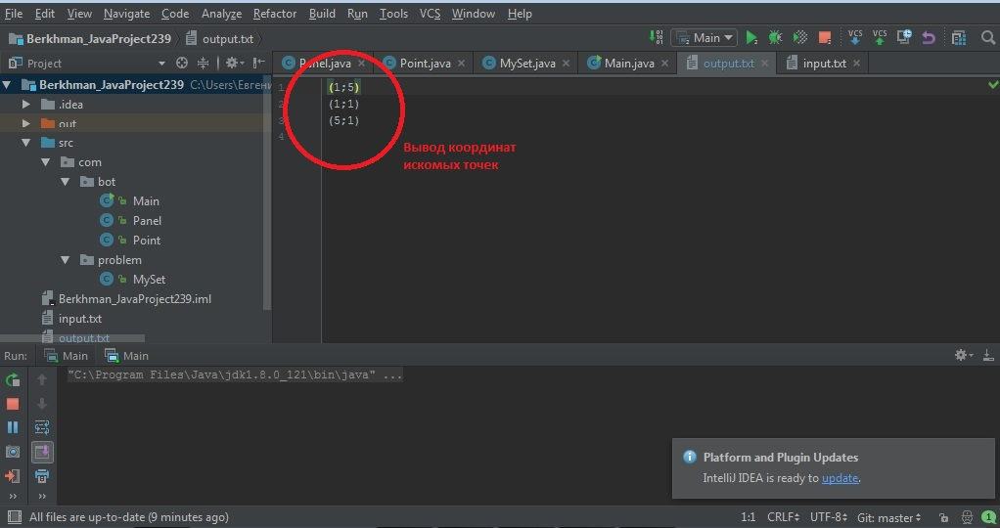 File Edit View Navigate Code Analyze Refactor Build Run Tools VCS Window Help
Berkhman_JavaProject239 output.txt
Main VCS VCS
Project
Panel.java Point.java MySet.java Main.java output.txt input.txt
Berkhman_JavaProject239 C:\Users\Евгени
.idea
out
src
com
bot
Main
Panel
Point
problem
MySet
Berkhman_JavaProject239.iml
input.txt
output.txt
1 (1;5)
2 (1;1)
3 (5;1)
4
Вывод координат
искомых точек
Run: Main Main
"C:\Program Files\Java\jdk1.8.0_121\bin\java" ...
Platform and Plugin Updates
IntelliJ IDEA is ready to update.
All files are up-to-date (9 minutes ago) 1:1 CRLF UTF-8 Git: master 1